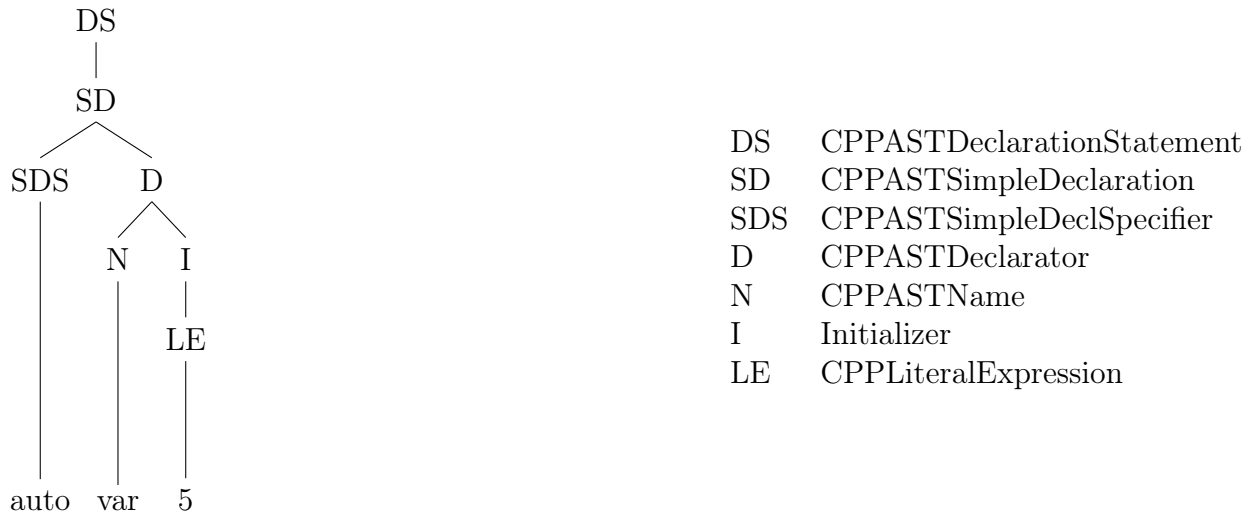 DS
SD
SDS D
N I
LE
auto var 5
DS CPPASTDeclarationStatement
SD CPPASTSimpleDeclaration
SDS CPPASTSimpleDeclSpecifier
D CPPASTDeclarator
N CPPASTName
I Initializer
LE CPPLiteralExpression